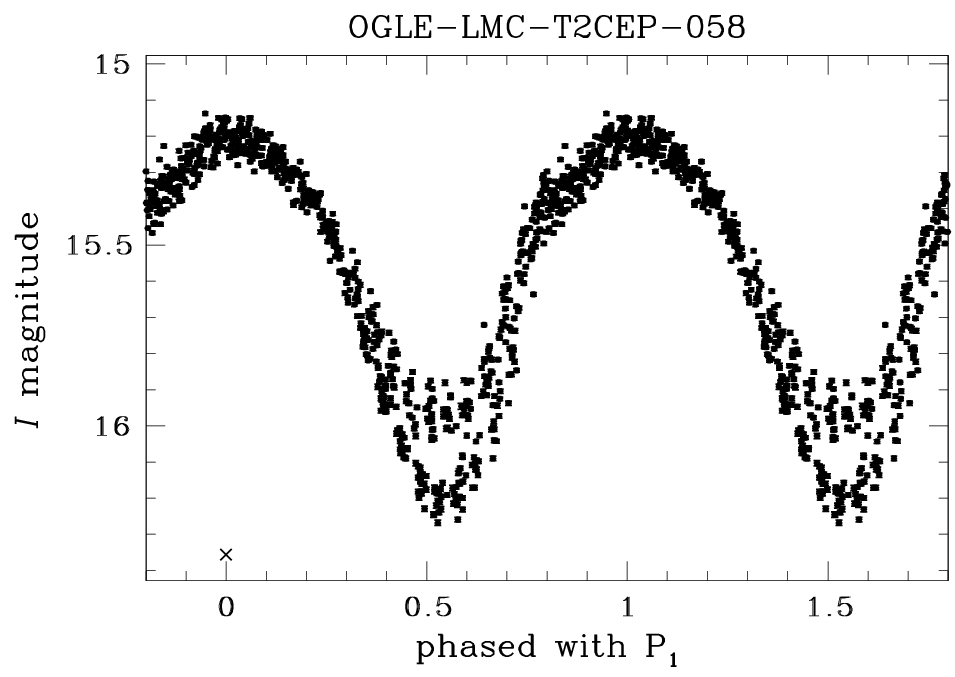 OGLE-LMC-T2CEP-058
15
15.5
16
I magnitude
0 0.5 1 1.5
phased with P₁